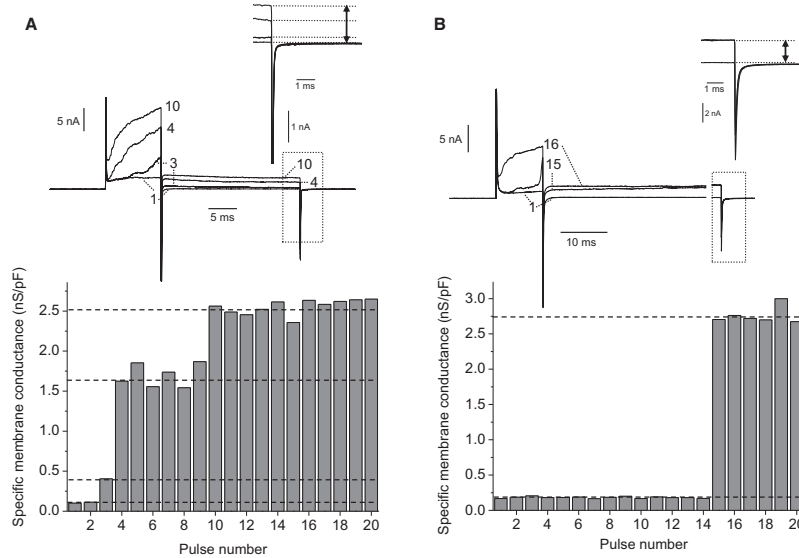 A
1 ms
1 nA
5 nA
10
4
3
10
4
1
5 ms
Specific membrane conductance (nS/pF)
2.5
2.0
1.5
1.0
0.5
0.0
2 4 6 8 10 12 14 16 18 20
Pulse number
B
1 ms
2 nA
5 nA
16
15
1
10 ms
Specific membrane conductance (nS/pF)
3.0
2.5
2.0
1.5
1.0
0.5
0.0
2 4 6 8 10 12 14 16 18 20
Pulse number